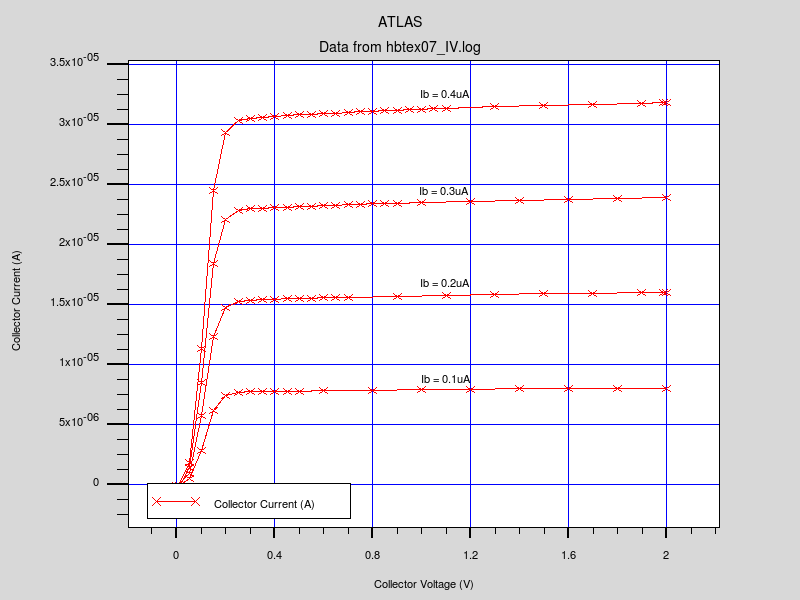 ATLAS
Data from hbtex07_IV.log
3.5x10-05
3x10-05
2.5x10-05
2x10-05
1.5x10-05
1x10-05
5x10-06
0
Collector Current (A)
Ib = 0.4uA
Ib = 0.3uA
Ib = 0.2uA
Ib = 0.1uA
Collector Current (A)
0 0.4 0.8 1.2 1.6 2
Collector Voltage (V)